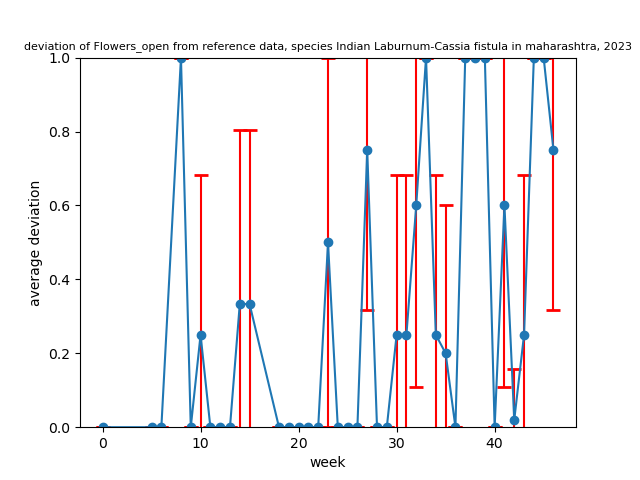 deviation of Flowers_open from reference data, species Indian Laburnum-Cassia fistula in maharashtra, 2023
1.0
0.8
0.6
0.4
0.2
0.0
average deviation
0 10 20 30 40
week